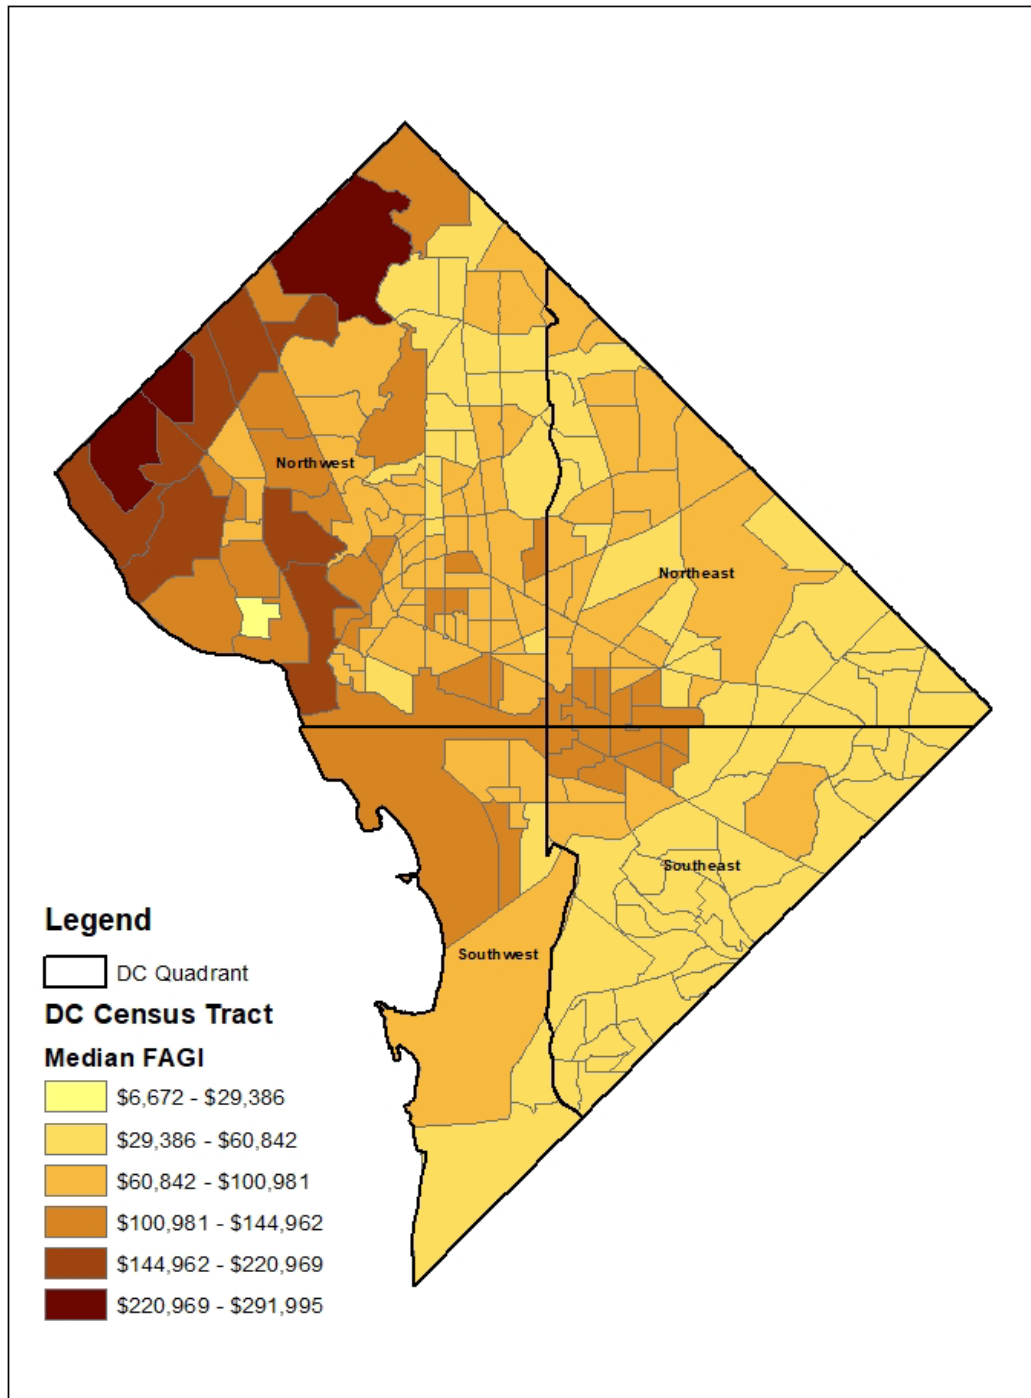 Northwest
Northeast
Southeast
Southwest
Legend
DC Quadrant
DC Census Tract
Median FAGI
$6,672 - $29,386
$29,386 - $60,842
$60,842 - $100,981
$100,981 - $144,962
$144,962 - $220,969
$220,969 - $291,995